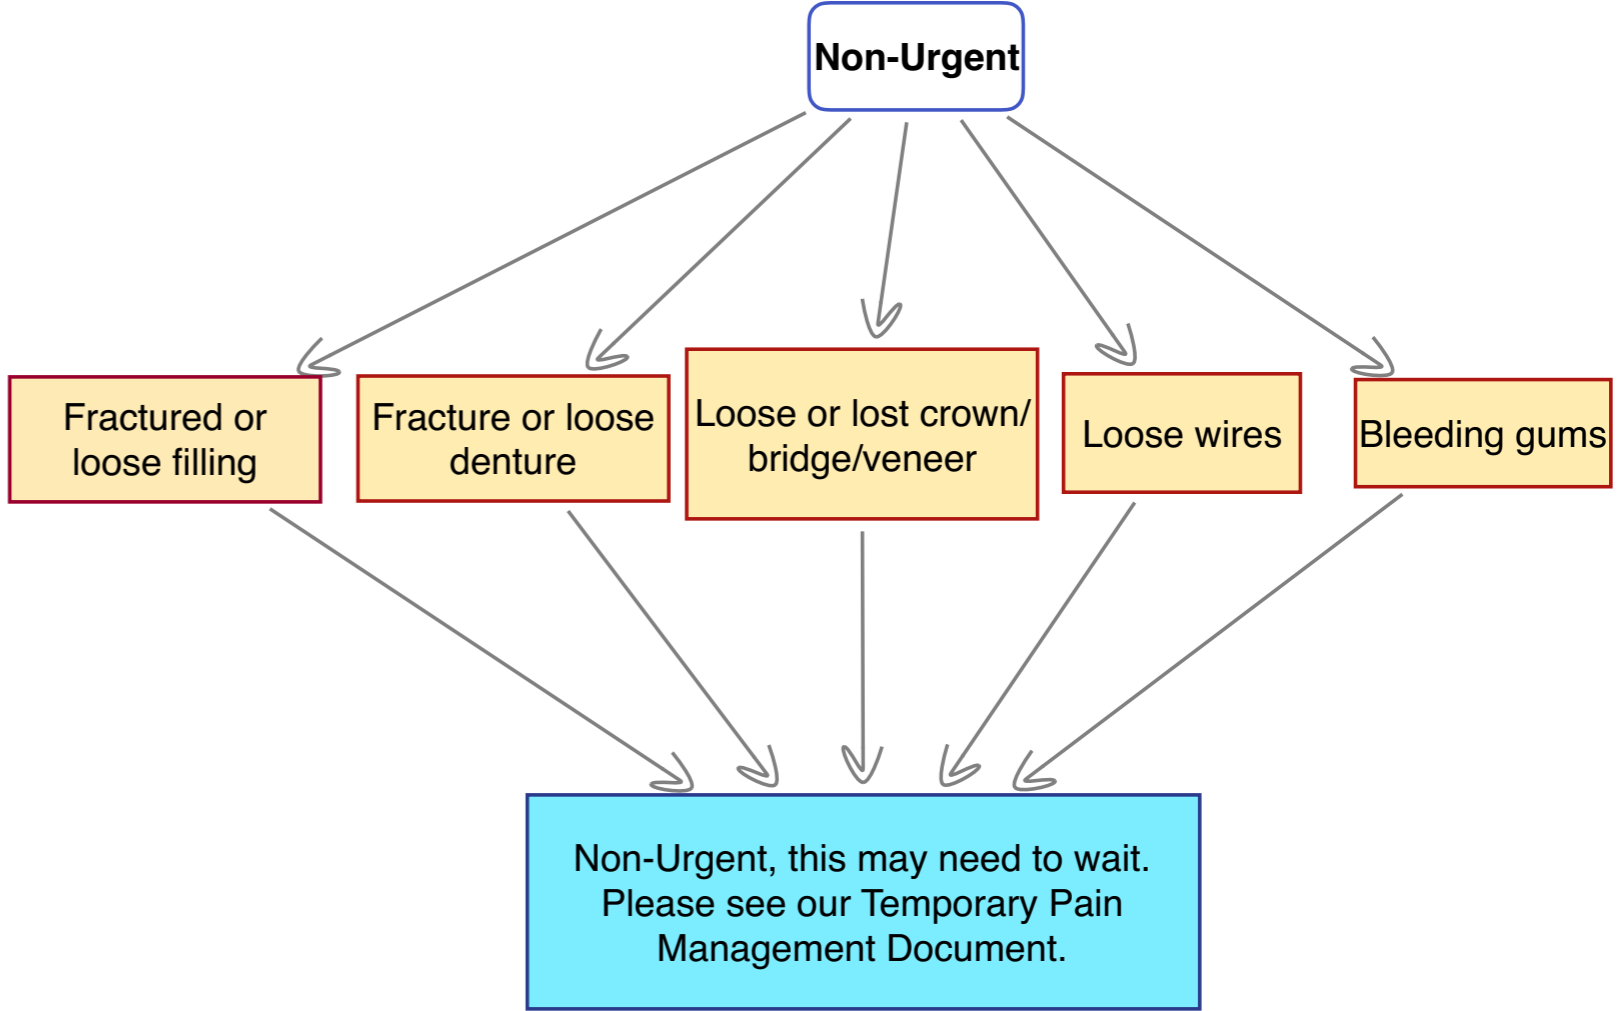 Non-Urgent
Fractured or
loose filling
Fracture or loose
denture
Loose or lost crown/
bridge/veneer
Loose wires
Bleeding gums
Non-Urgent, this may need to wait.
Please see our Temporary Pain
Management Document.